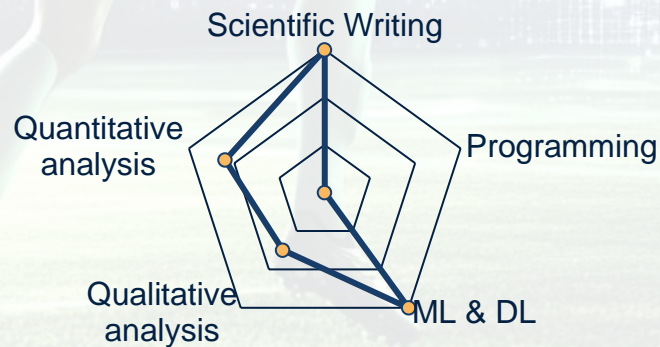 Scientific Writing
Quantitative
analysis
Programming
Qualitative
analysis
ML & DL